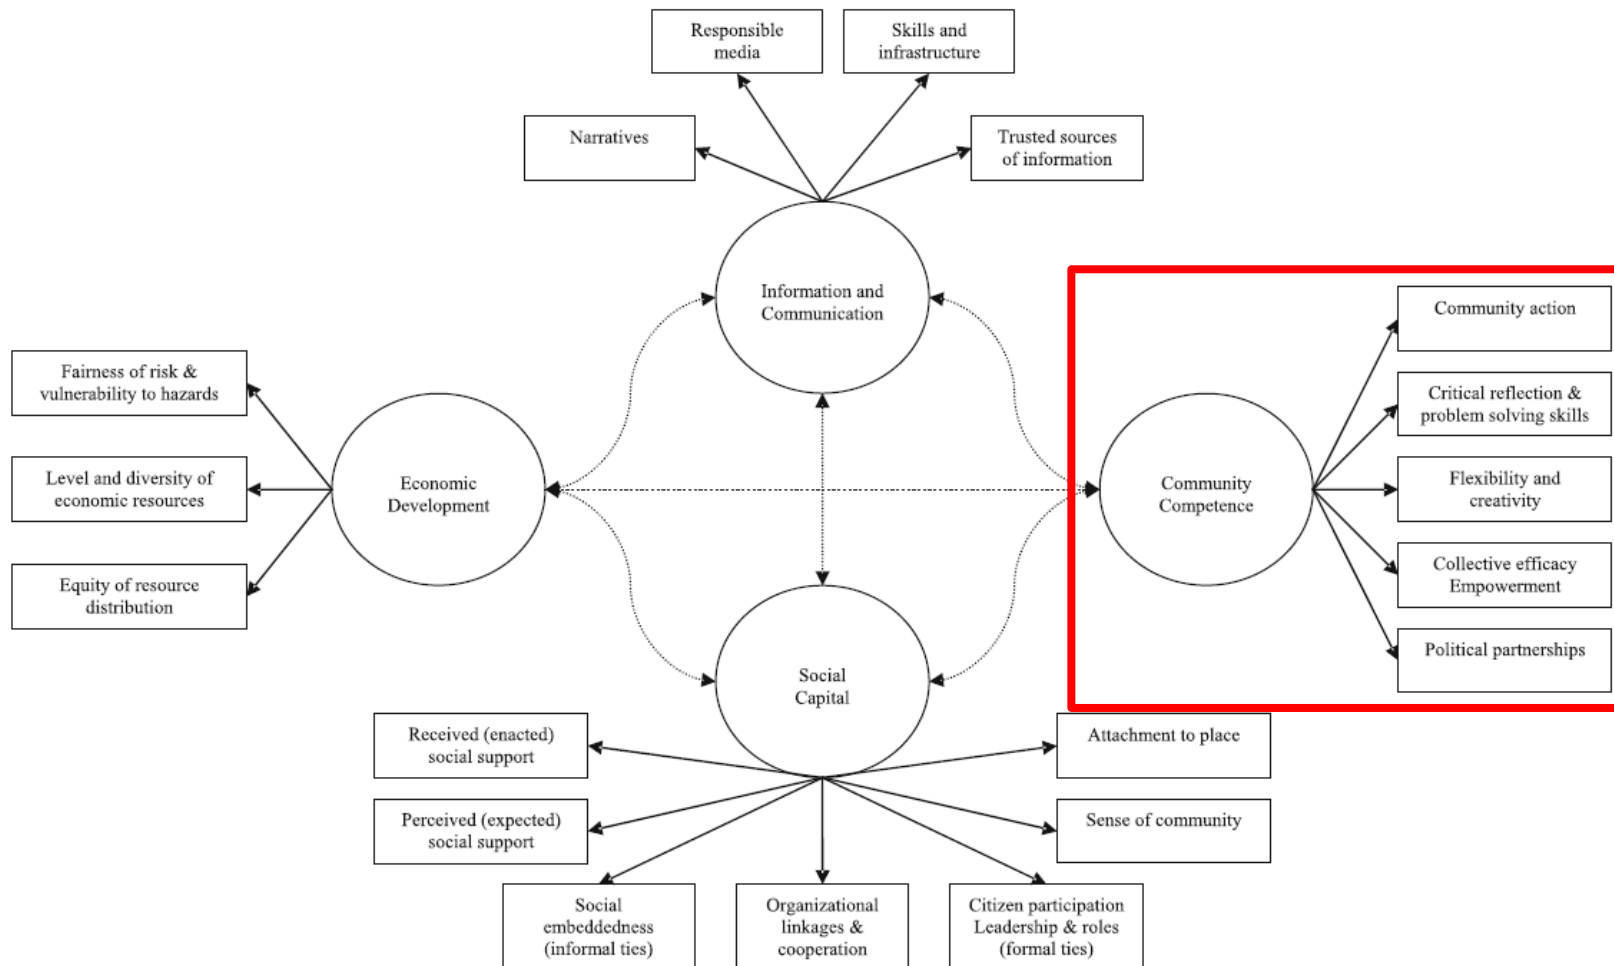 Responsible
media
Skills and
infrastructure
Narratives
Trusted sources
of information
Information and
Communication
Fairness of risk &
vulnerability to hazards
Level and diversity of
economic resources
Equity of resource
distribution
Economic
Development
Community
Competence
Community action
Critical reflection &
problem solving skills
Flexibility and
creativity
Collective efficacy
Empowerment
Political partnerships
Social
Capital
Received (enacted)
social support
Perceived (expected)
social support
Social
embeddedness
(informal ties)
Organizational
linkages &
cooperation
Citizen participation
Leadership & roles
(formal ties)
Sense of community
Attachment to place